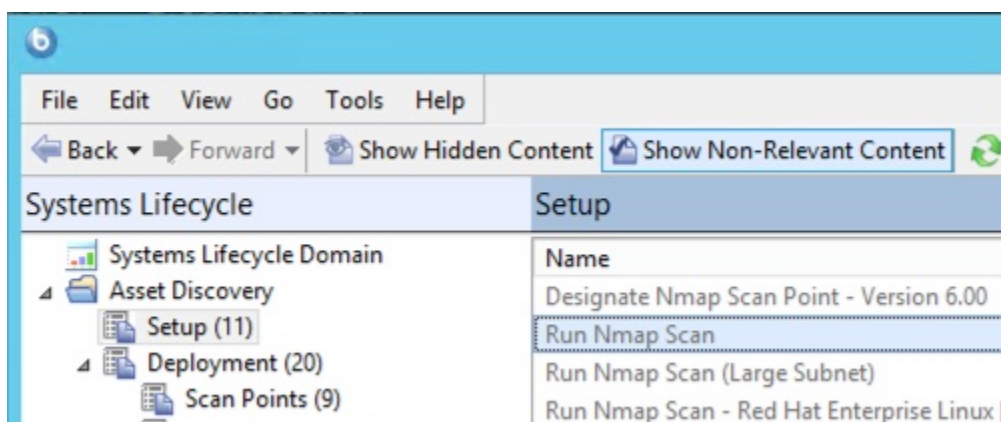 File Edit View Go Tools Help
Back Forward Show Hidden Content Show Non-Relevant Content
Systems Lifecycle
Systems Lifecycle Domain
Asset Discovery
Setup (11)
Deployment (20)
Scan Points (9)
Setup
Name
Designate Nmap Scan Point - Version 6.00
Run Nmap Scan
Run Nmap Scan (Large Subnet)
Run Nmap Scan - Red Hat Enterprise Linux